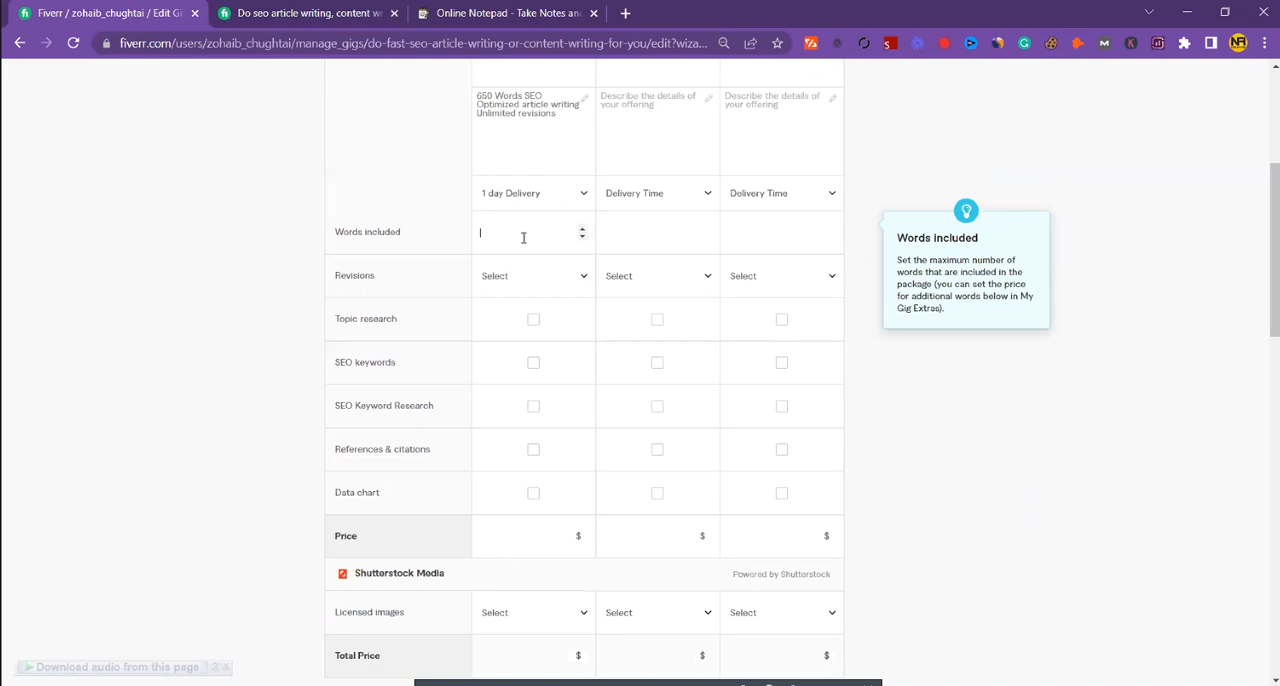 Fiverr / zohaib_chughtai / Edit Gi
Do seo article writing, content wr
Online Notepad - Take Notes an
fiverr.com/users/zohaib_chughtai/manage_gigs/do-fast-seo-article-writing-or-content-writing-for-you/edit?wiza...
650 Words SEO
Optimized article writing
Unlimited revisions
Describe the details of
your offering
Describe the details of
your offering
1 day Delivery
Delivery Time
Delivery Time
Words included
Words included
Set the maximum number of
words that are included in the
package (you can set the price
for additional words below in My
Gig Extras).
Revisions
Select
Select
Select
Topic research
SEO keywords
SEO Keyword Research
References & citations
Data chart
Price
$
$
$
Shutterstock Media
Powered by Shutterstock
Licensed images
Select
Select
Select
Total Price
$
$
$
Download audio from this page